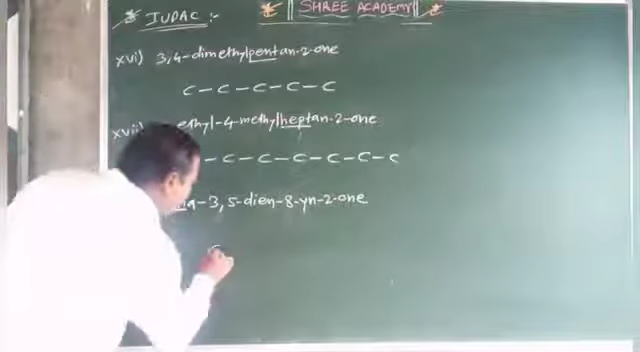 IUPAC :-
SHREE ACADEMY
xvi) 3,4-dimethylpentan-2-one
C - C - C - C - C
xvii) ethyl-4-methylheptan-2-one
- C - C - C - C - C - C
a-3,5-dien-8-yn-2-one